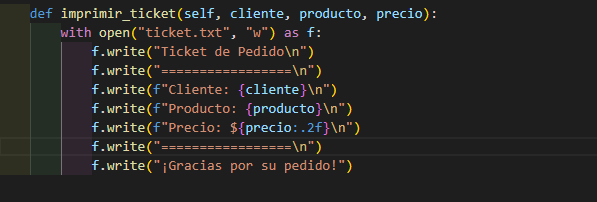 def imprimir_ticket(self, cliente, producto, precio):
    with open("ticket.txt", "w") as f:
        f.write("Ticket de Pedido\n")
        f.write("=================\n")
        f.write(f"Cliente: {cliente}\n")
        f.write(f"Producto: {producto}\n")
        f.write(f"Precio: ${precio:.2f}\n")
        f.write("=================\n")
        f.write("¡Gracias por su pedido!")